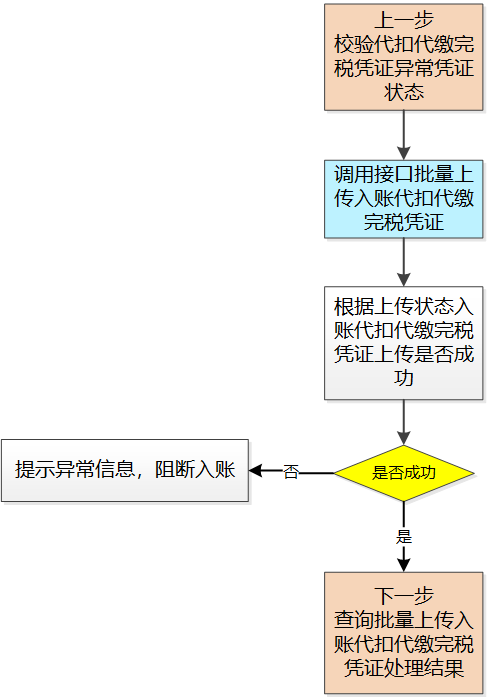 上一步
校验代扣代缴完
税凭证异常凭证
状态
调用接口批量上
传入账代扣代缴
完税凭证
根据上传状态入
账代扣代缴完税
凭证上传是否成
功
提示异常信息，阻断入账
否
是否成功
是
下一步
查询批量上传入
账代扣代缴完税
凭证处理结果